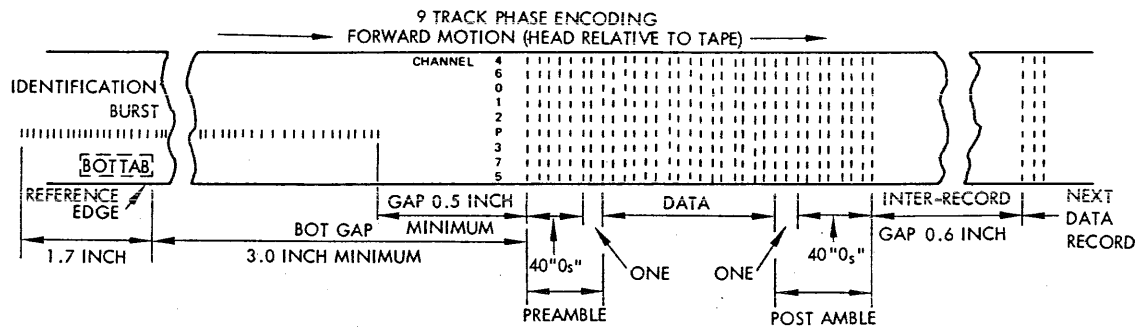 9 TRACK PHASE ENCODING
FORWARD MOTION (HEAD RELATIVE TO TAPE)
CHANNEL
4
6
0
1
2
P
3
7
5
IDENTIFICATION
BURST
BOT TAB
REFERENCE
EDGE
GAP 0.5 INCH
MINIMUM
DATA
INTER-RECORD
GAP 0.6 INCH
NEXT
DATA
RECORD
1.7 INCH
BOT GAP
3.0 INCH MINIMUM
40"0s"
ONE
ONE
40"0s"
PREAMBLE
POST AMBLE